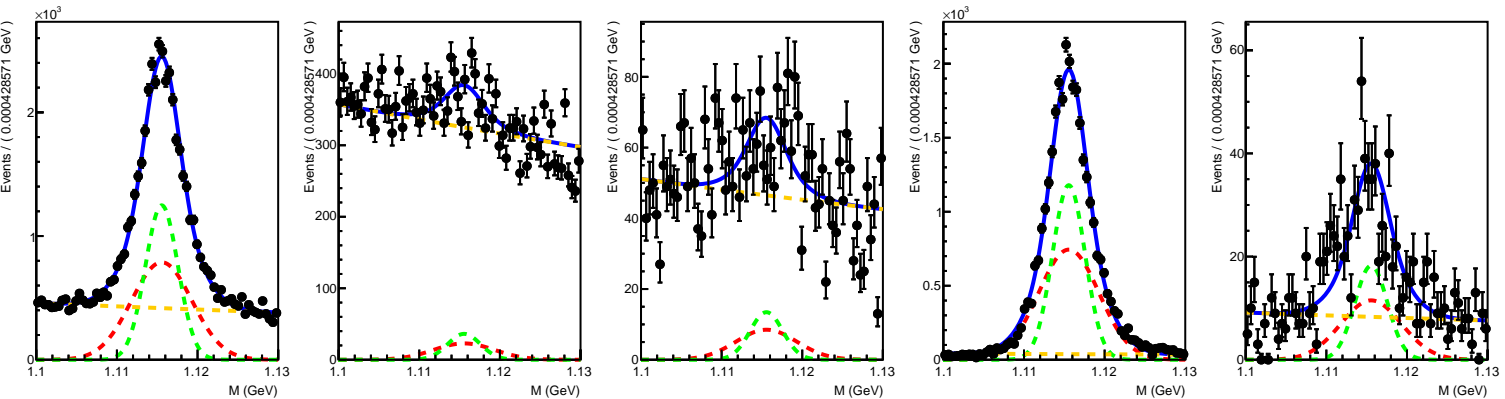 ×10³
Events / ( 0.000428571 GeV )
2
1
0
1.1 1.11 1.12 1.13
M (GeV)
Events / ( 0.000428571 GeV )
400
300
200
100
0
1.1 1.11 1.12 1.13
M (GeV)
Events / ( 0.000428571 GeV )
80
60
40
20
0
1.1 1.11 1.12 1.13
M (GeV)
×10³
Events / ( 0.000428571 GeV )
2
1.5
1
0.5
0
1.1 1.11 1.12 1.13
M (GeV)
Events / ( 0.000428571 GeV )
60
40
20
0
1.1 1.11 1.12 1.13
M (GeV)